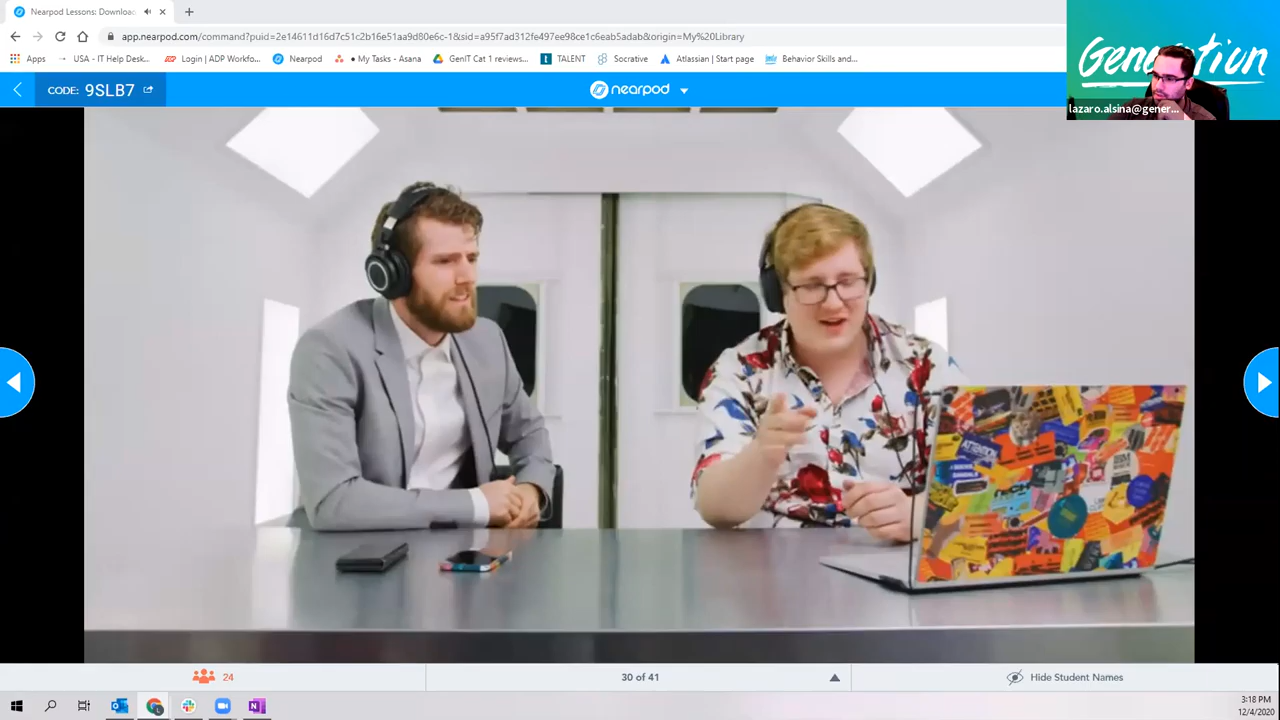 Nearpod Lessons: Downloa
app.nearpod.com/command?puid=2e14611d16d7c51c2b16e51aa9d80e6c-1&sid=a95f7ad312fe497ee98ce1c6eab5adab&origin=My%20Library
Apps
USA - IT Help Desk...
Login | ADP Workfo...
Nearpod
● My Tasks - Asana
GenIT Cat 1 reviews...
TALENT
Socrative
Atlassian | Start page
Behavior Skills and...
Generation
lazaro.alsina@gener...
CODE: 9SLB7
nearpod
ATTENTION
24
30 of 41
Hide Student Names
3:18 PM
12/4/2020